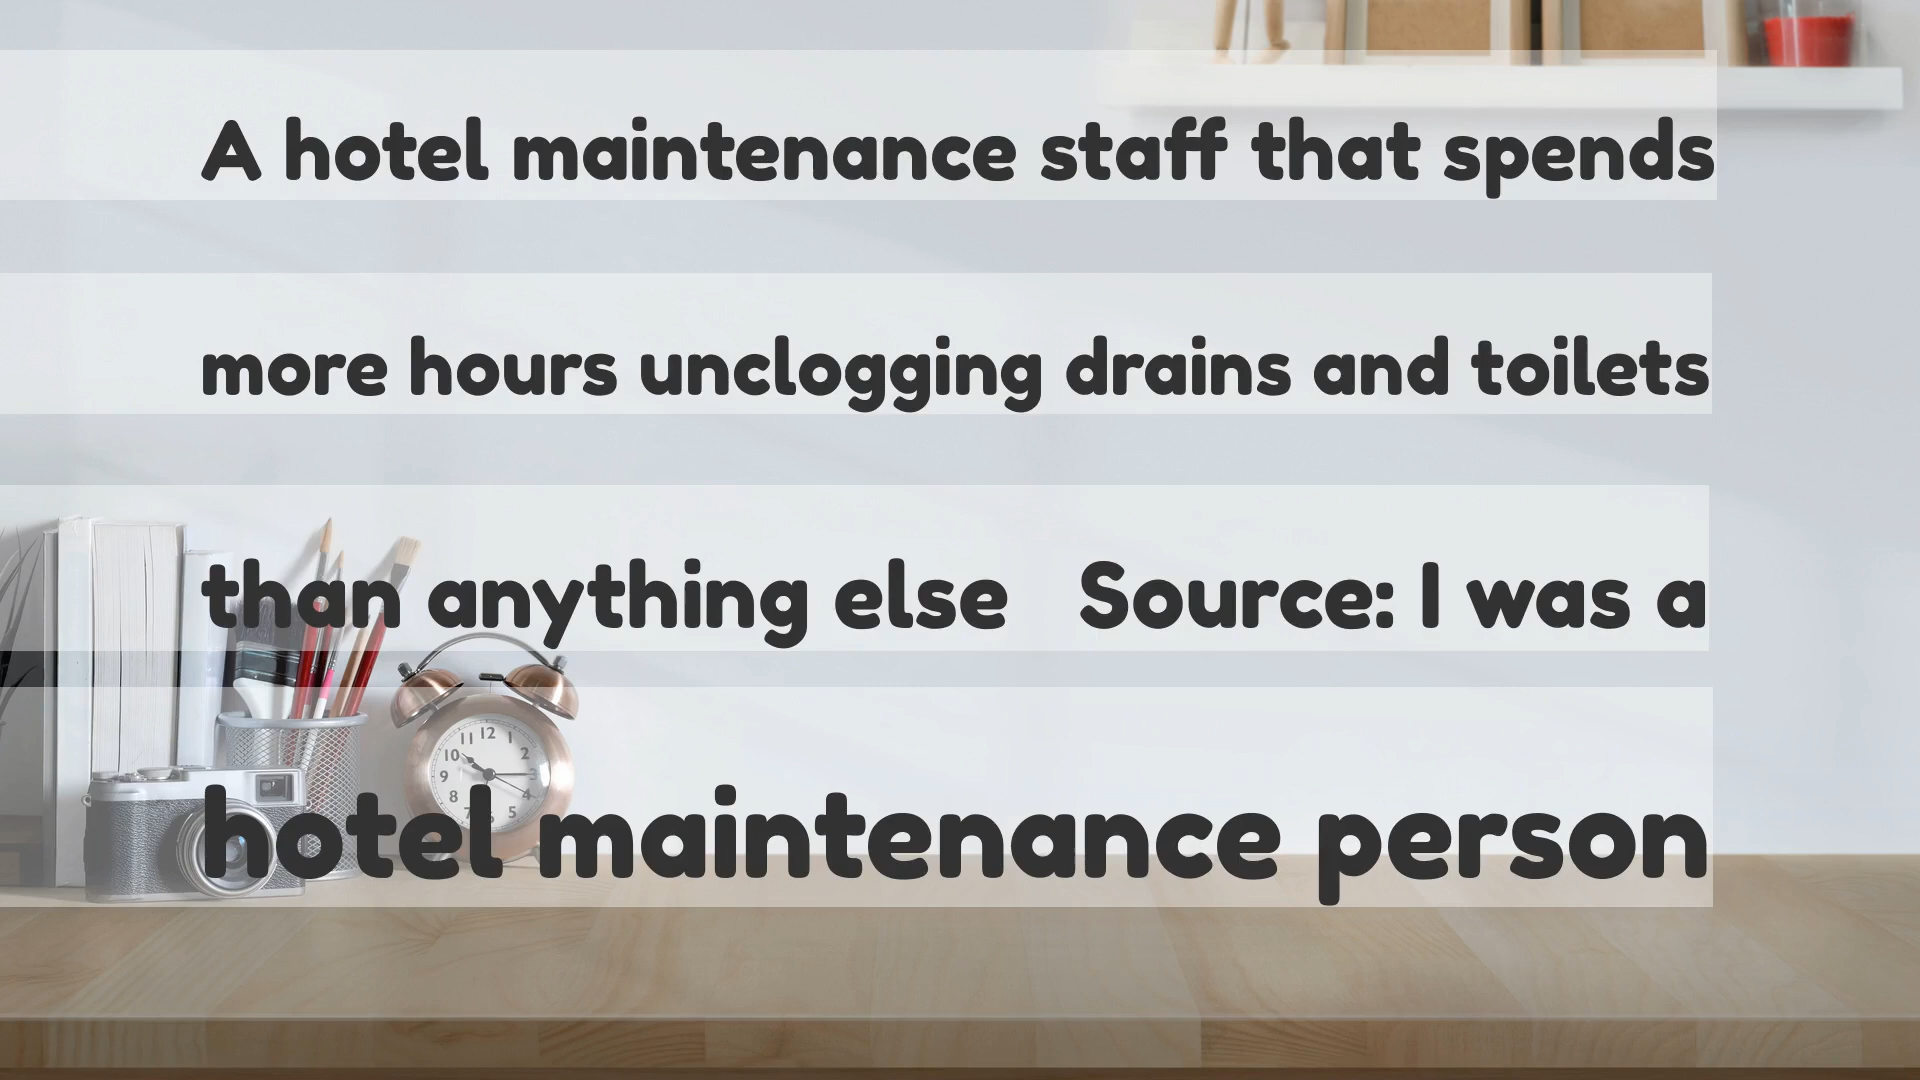 A hotel maintenance staff that spends
more hours unclogging drains and toilets
than anything else   Source: I was a
hotel maintenance person